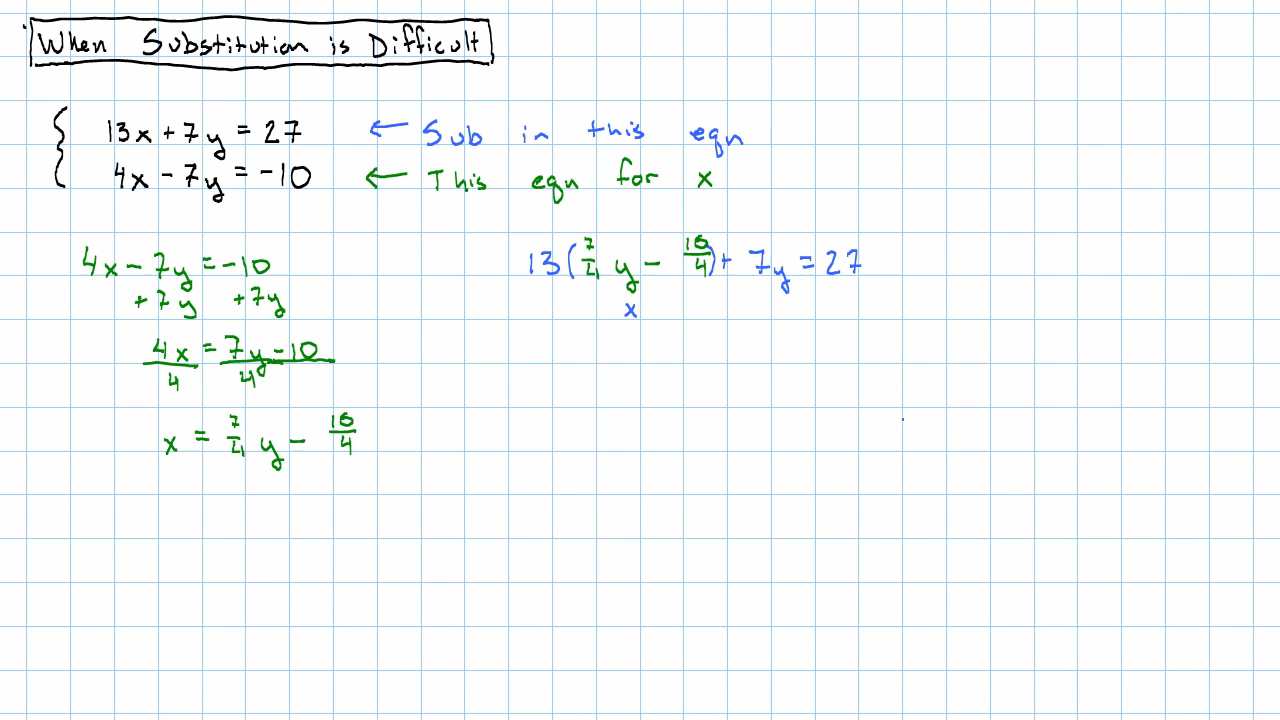 When Substitution is Difficult
13x + 7y = 27 ← Sub in this eqn
4x - 7y = -10 ← This eqn for x
4x - 7y = -10
+7y +7y
4x/4 = (7y - 10)/4
x = 7/4 y - 10/4
13(7/4 y - 10/4) + 7y = 27
x